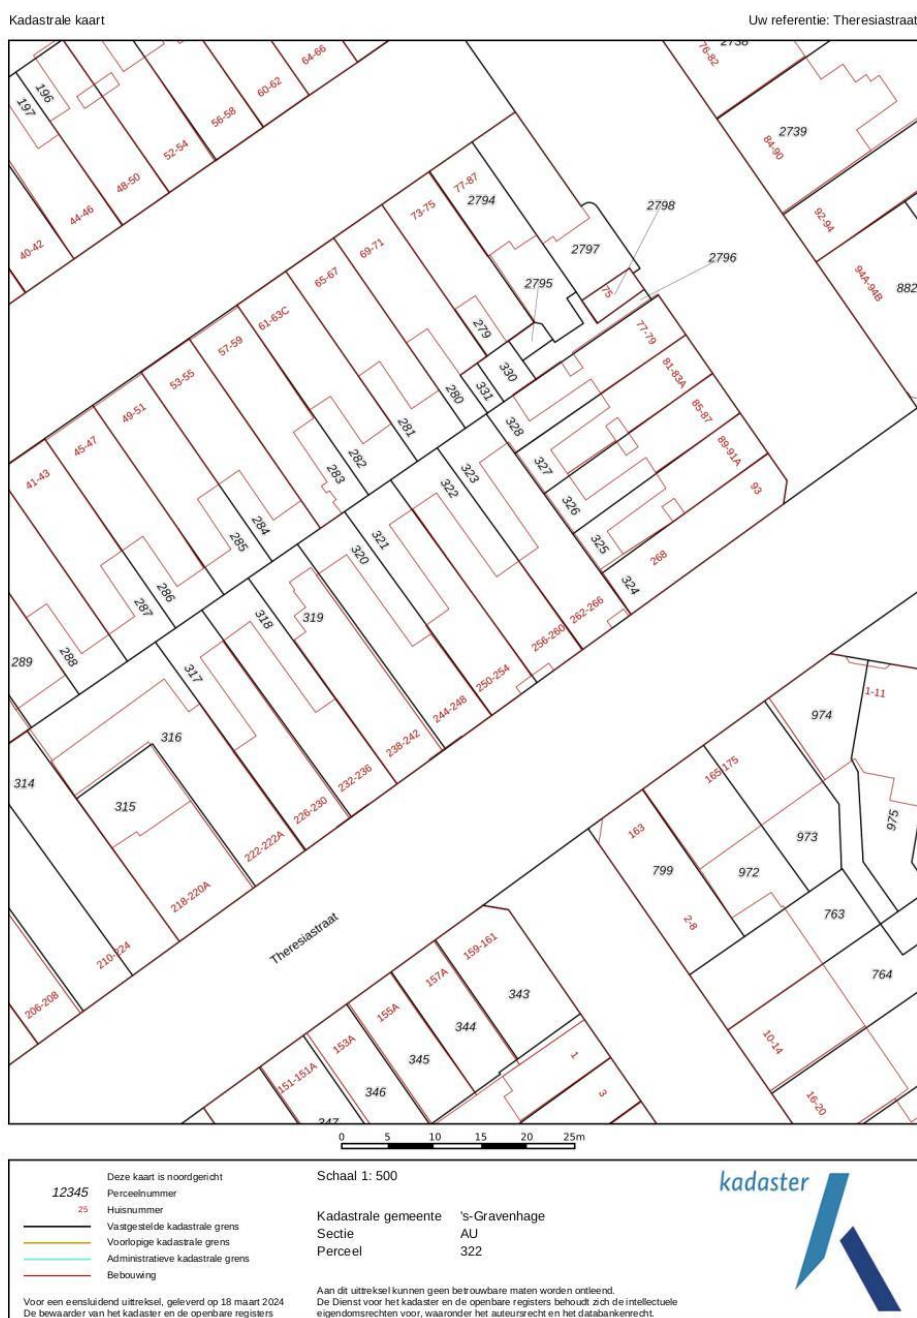 Kadastrale kaart
Uw referentie: Theresiastraat
64-66
60-62
56-58
52-54
48-50
44-46
40-42
196
197
2738
76-82
2739
84-90
92-94
94A-94B
882
77-87
2794
2798
2797
2796
2795
75
73-75
69-71
65-67
61-63C
57-59
53-55
49-51
45-47
41-43
279
280
281
282
283
284
285
286
287
288
289
330
331
77-79
81-83A
85-87
89-91A
93
268
328
327
326
325
324
323
322
321
320
319
318
317
316
315
314
262-266
256-260
250-254
244-248
238-242
232-236
226-230
222-222A
218-220A
210-224
206-208
Theresiastraat
974
1-11
165-175
163
973
975
972
799
2-8
763
764
10-14
16-20
159-161
157A
155A
153A
151-151A
343
344
345
346
347
1
3
0 5 10 15 20 25m
Deze kaart is noordgericht
12345 Perceelnummer
25 Huisnummer
Vastgestelde kadastrale grens
Voorlopige kadastrale grens
Administratieve kadastrale grens
Bebouwing
Voor een eensluidend uittreksel, geleverd op 18 maart 2024
De bewaarder van het kadaster en de openbare registers
Schaal 1: 500
Kadastrale gemeente 's-Gravenhage
Sectie AU
Perceel 322
Aan dit uittreksel kunnen geen betrouwbare maten worden ontleend.
De Dienst voor het kadaster en de openbare registers behoudt zich de intellectuele
eigendomsrechten voor, waaronder het auteursrecht en het databankenrecht.
kadaster